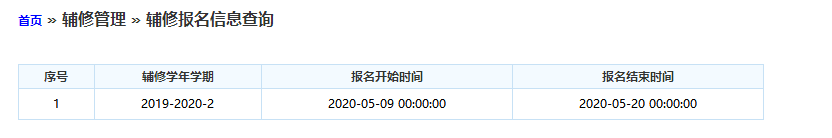 首页 » 辅修管理 » 辅修报名信息查询
序号 辅修学年学期 报名开始时间 报名结束时间
1 2019-2020-2 2020-05-09 00:00:00 2020-05-20 00:00:00